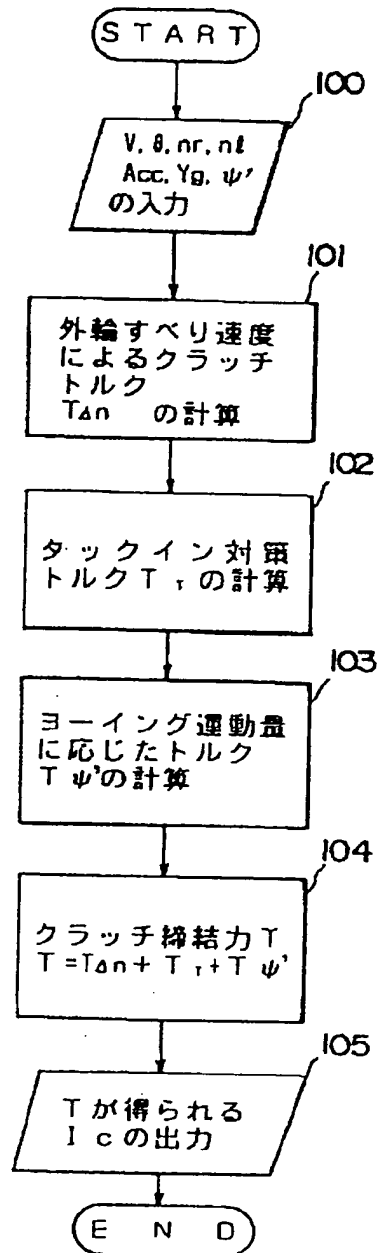 START
100
V, θ, nr, nℓ
Acc, Yg, ψ'
の入力
101
外輪すべり速度
によるクラッチ
トルク
TΔn の計算
102
タックイン対策
トルクTτの計算
103
ヨーイング運動量
に応じたトルク
Tψ'の計算
104
クラッチ締結力T
T=TΔn+Tτ+Tψ'
105
Tが得られる
Icの出力
END